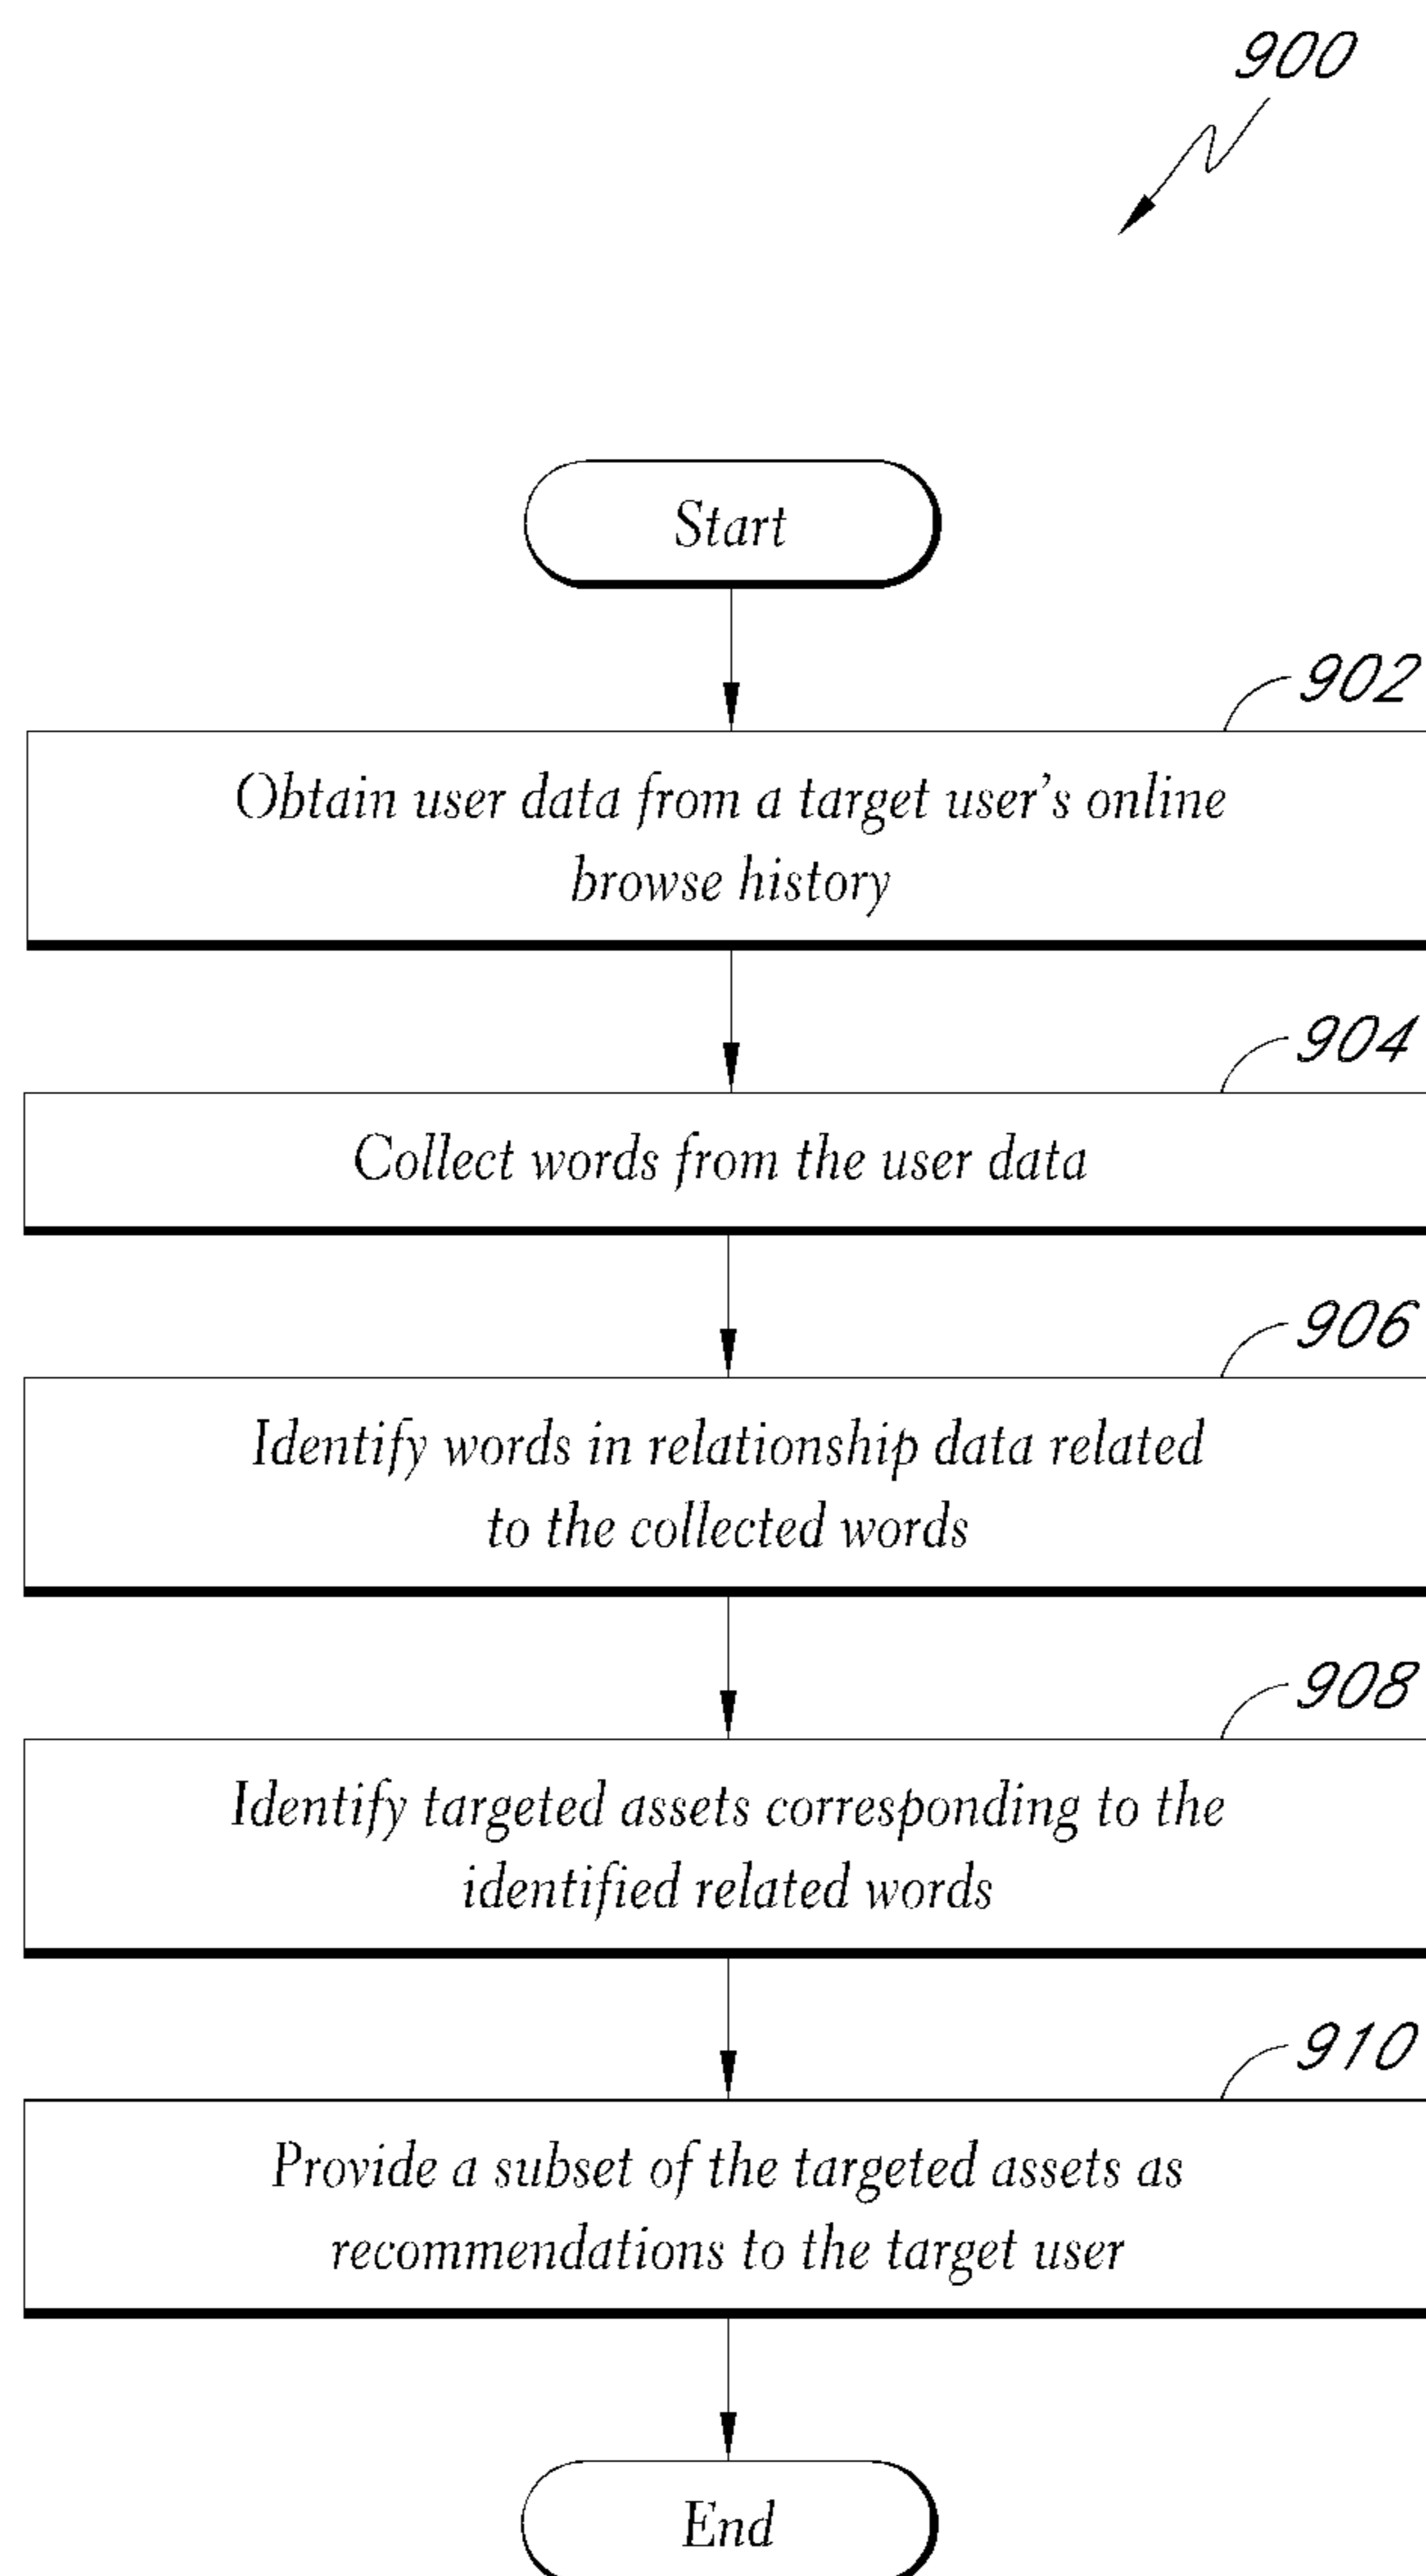 900
Start
902
Obtain user data from a target user’s online
browse history
904
Collect words from the user data
906
Identify words in relationship data related
to the collected words
908
Identify targeted assets corresponding to the
identified related words
910
Provide a subset of the targeted assets as
recommendations to the target user
End